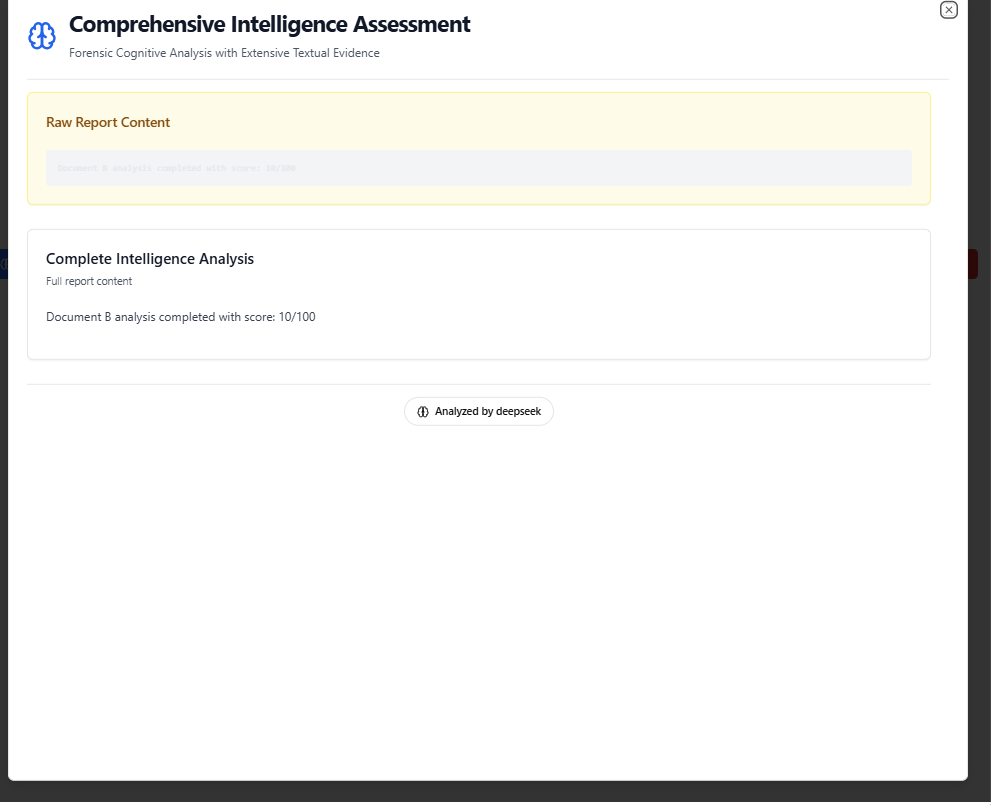 Comprehensive Intelligence Assessment
Forensic Cognitive Analysis with Extensive Textual Evidence
Raw Report Content
Document B analysis completed with score: 10/100
Complete Intelligence Analysis
Full report content
Document B analysis completed with score: 10/100
Analyzed by deepseek